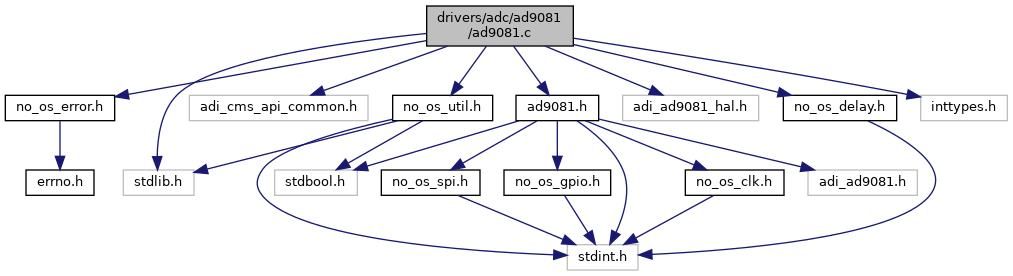 drivers/adc/ad9081
/ad9081.c
no_os_error.h
adi_cms_api_common.h
no_os_util.h
ad9081.h
adi_ad9081_hal.h
no_os_delay.h
inttypes.h
errno.h
stdlib.h
stdbool.h
no_os_spi.h
no_os_gpio.h
no_os_clk.h
adi_ad9081.h
stdint.h